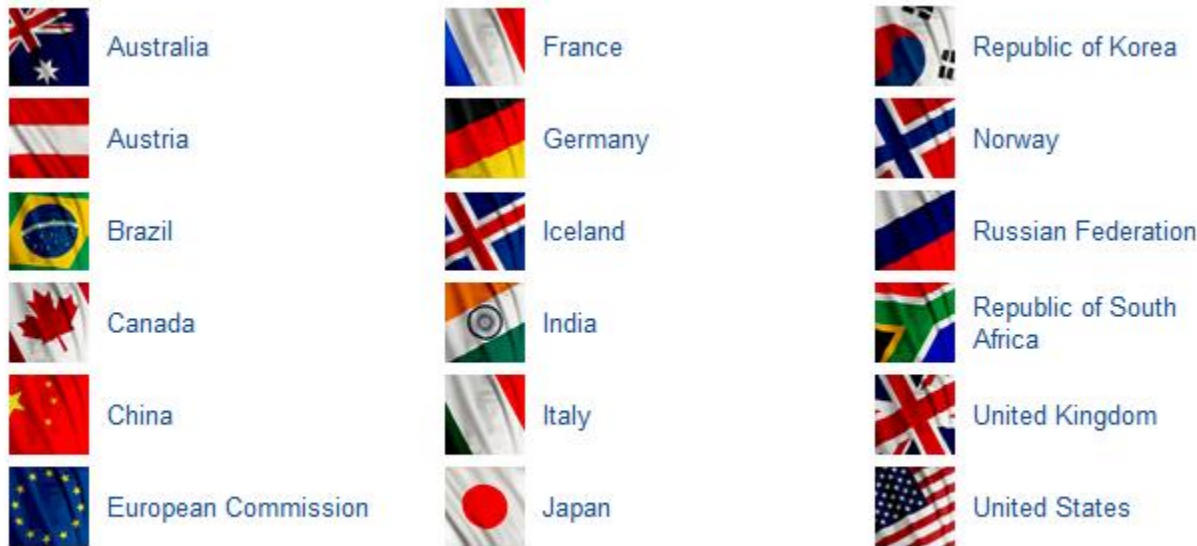 Australia
Austria
Brazil
Canada
China
European Commission
France
Germany
Iceland
India
Italy
Japan
Republic of Korea
Norway
Russian Federation
Republic of South
Africa
United Kingdom
United States